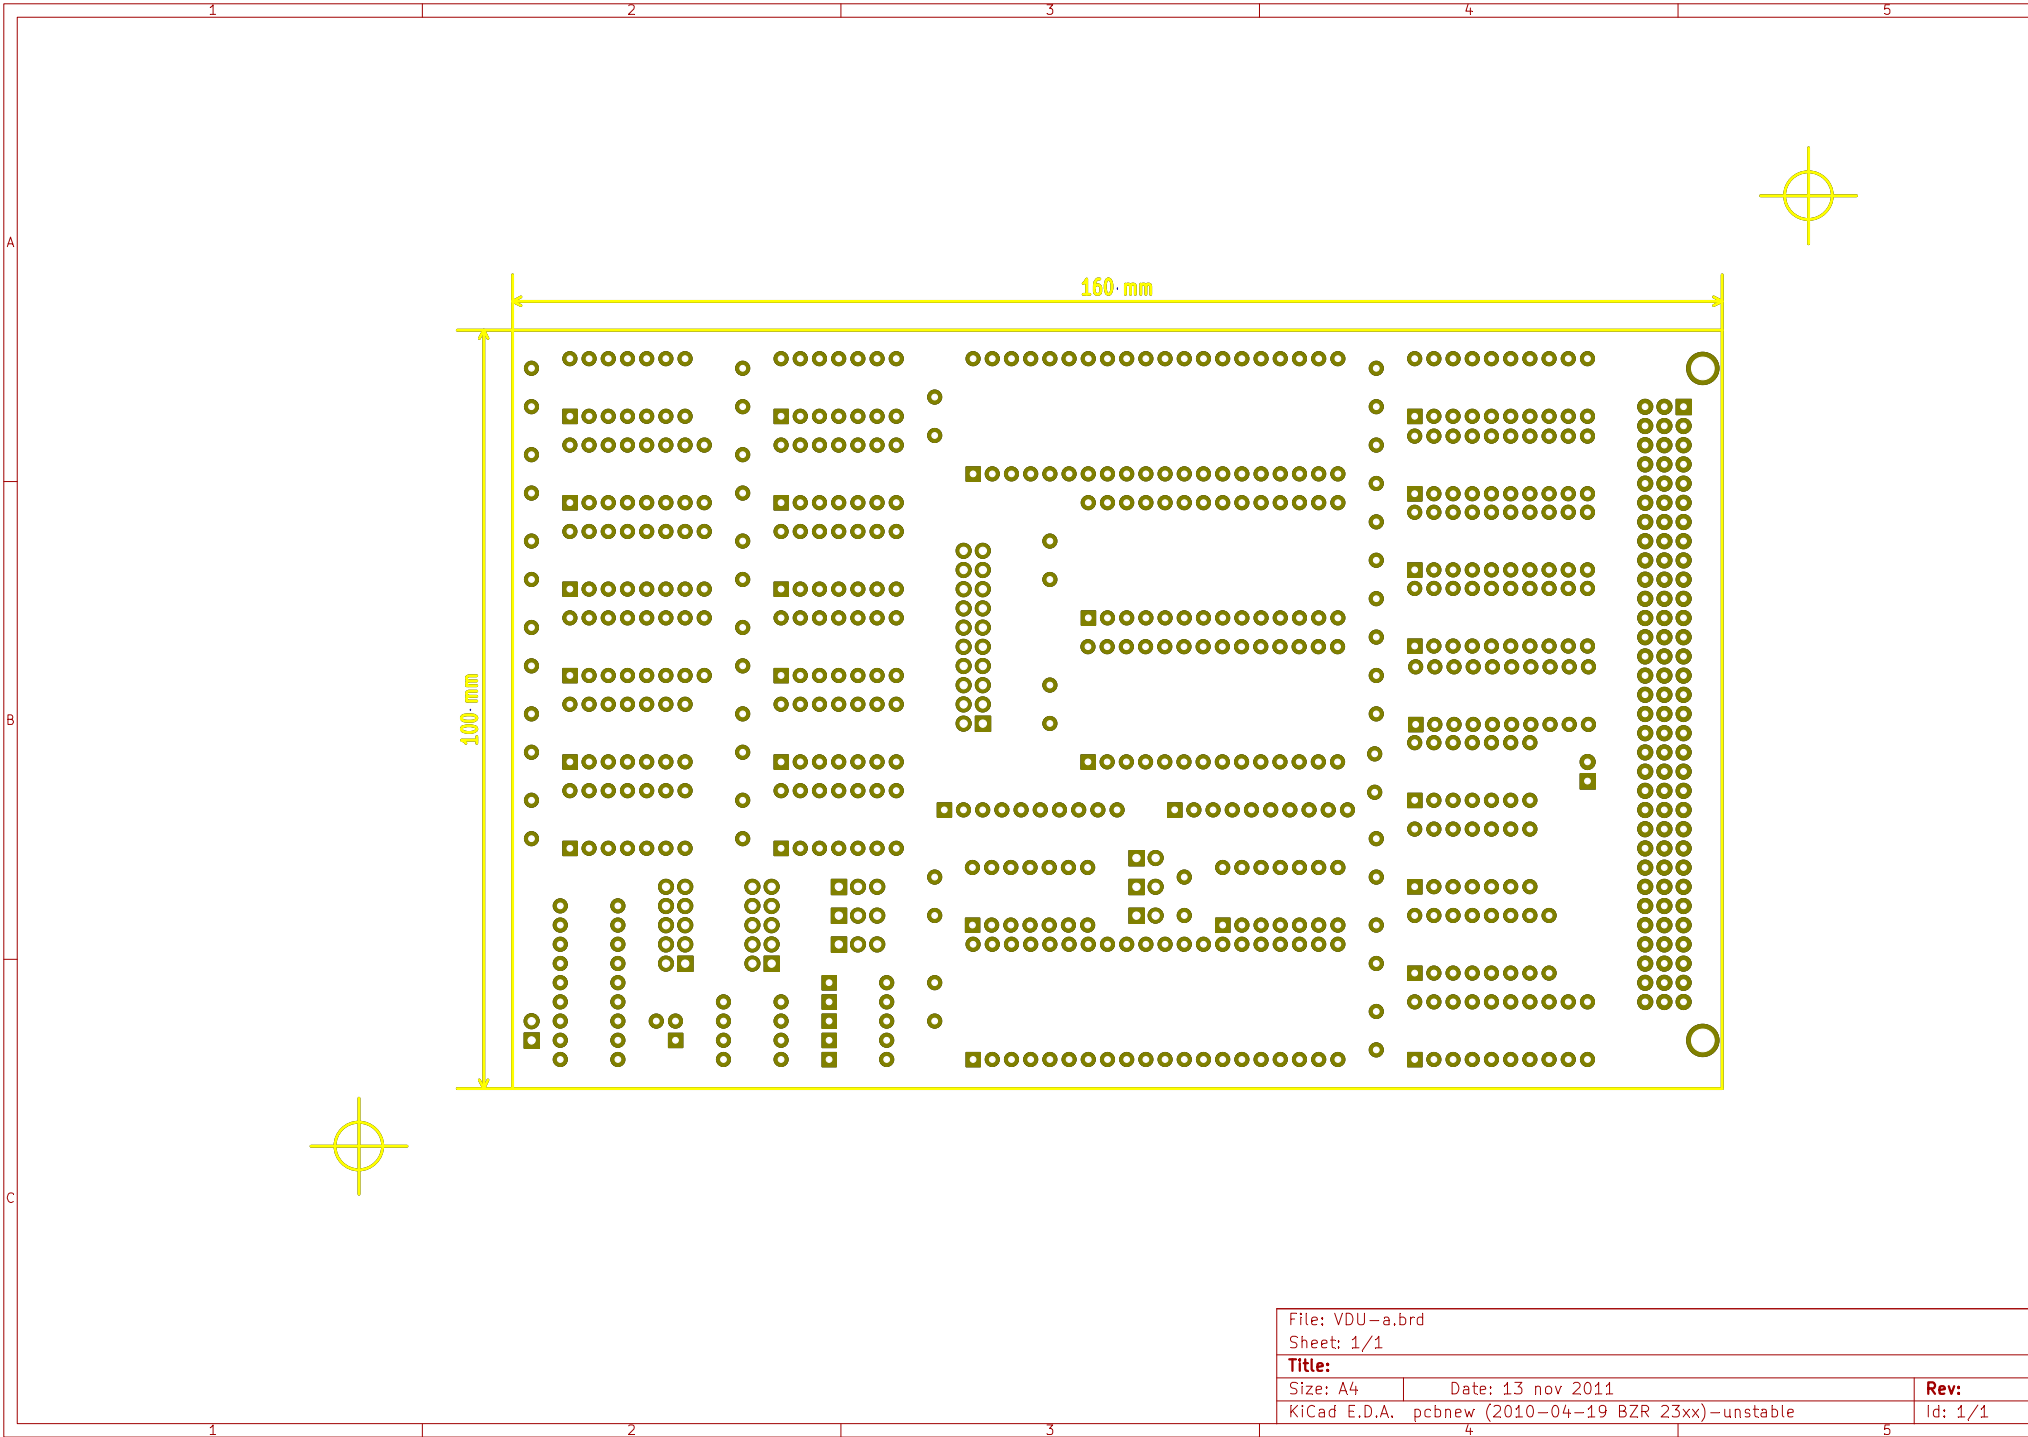 1 2 3 4 5
A
160 mm
100 mm
B
C
File: VDU-a.brd
Sheet: 1/1
Title:
Size: A4 Date: 13 nov 2011 Rev:
KiCad E.D.A. pcbnew (2010-04-19 BZR 23xx)-unstable Id: 1/1
1 2 3 4 5